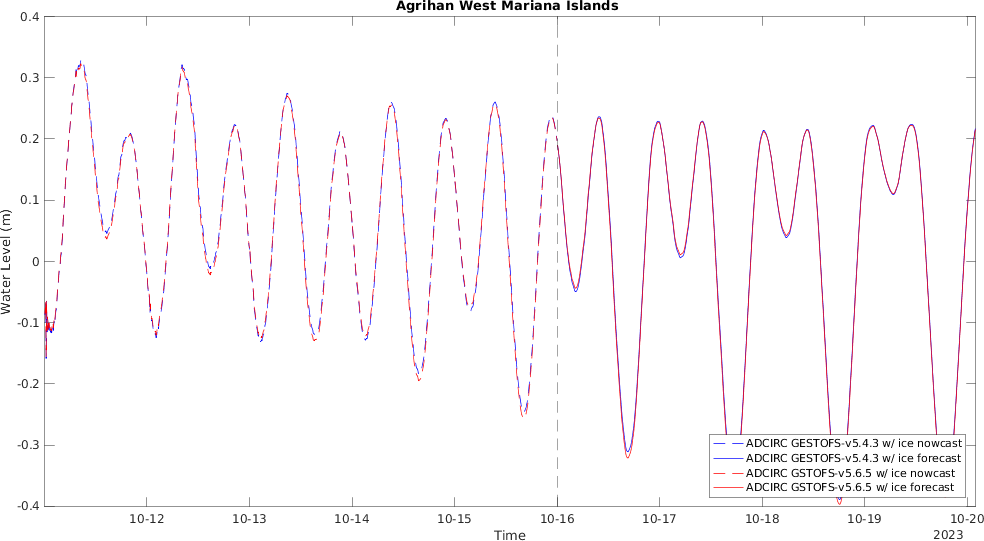 Agrihan West Mariana Islands
0.4
0.3
0.2
0.1
0
-0.1
-0.2
-0.3
-0.4
Water Level (m)
10-12 10-13 10-14 10-15 10-16 10-17 10-18 10-19 10-20
Time
2023
ADCIRC GESTOFS-v5.4.3 w/ ice nowcast
ADCIRC GESTOFS-v5.4.3 w/ ice forecast
ADCIRC GSTOFS-v5.6.5 w/ ice nowcast
ADCIRC GSTOFS-v5.6.5 w/ ice forecast